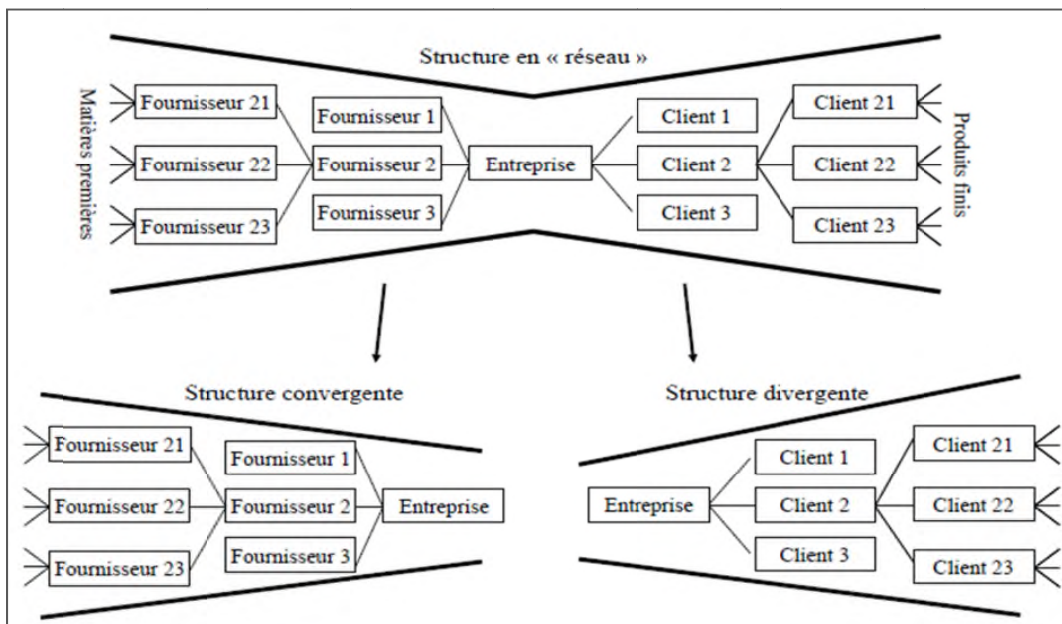 Structure en « réseau »
Matières premières
Fournisseur 21
Fournisseur 22
Fournisseur 23
Fournisseur 1
Fournisseur 2
Fournisseur 3
Entreprise
Client 1
Client 2
Client 3
Client 21
Client 22
Client 23
Produits finis
Structure convergente
Fournisseur 21
Fournisseur 22
Fournisseur 23
Fournisseur 1
Fournisseur 2
Fournisseur 3
Entreprise
Structure divergente
Entreprise
Client 1
Client 2
Client 3
Client 21
Client 22
Client 23